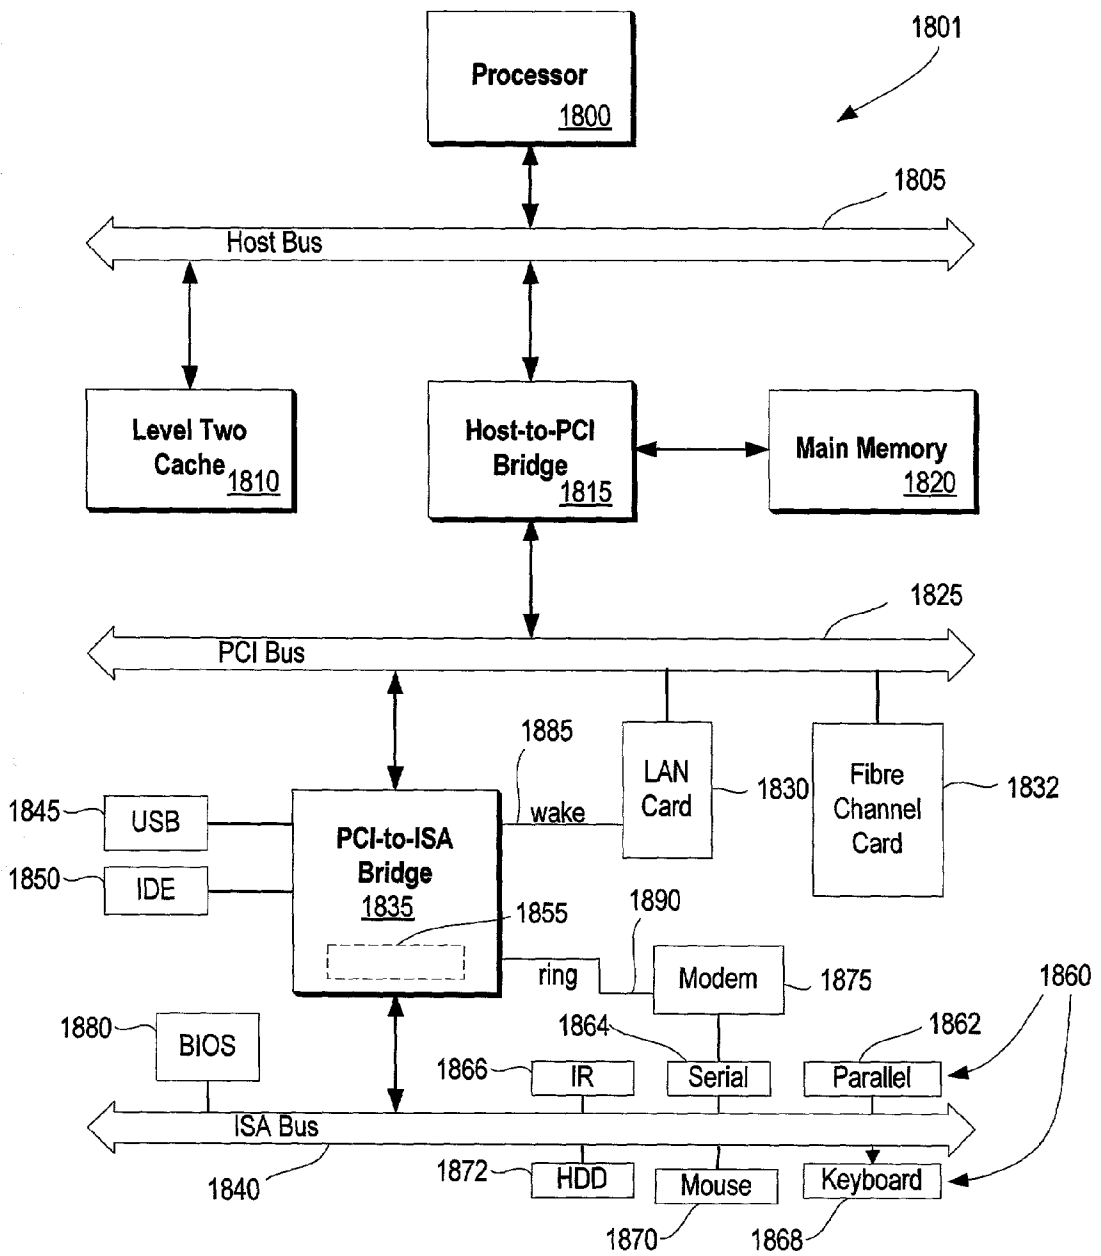 1801
Processor
1800
1805
Host Bus
Level Two
Cache
1810
Host-to-PCI
Bridge
1815
Main Memory
1820
1825
PCI Bus
1885
wake
LAN
Card
1830
Fibre
Channel
Card
1832
1845
USB
1850
IDE
PCI-to-ISA
Bridge
1835
1855
1890
ring
Modem
1875
1860
1880
BIOS
1864
1862
1866
IR
Serial
Parallel
ISA Bus
1840
1872
HDD
Mouse
Keyboard
1870
1868